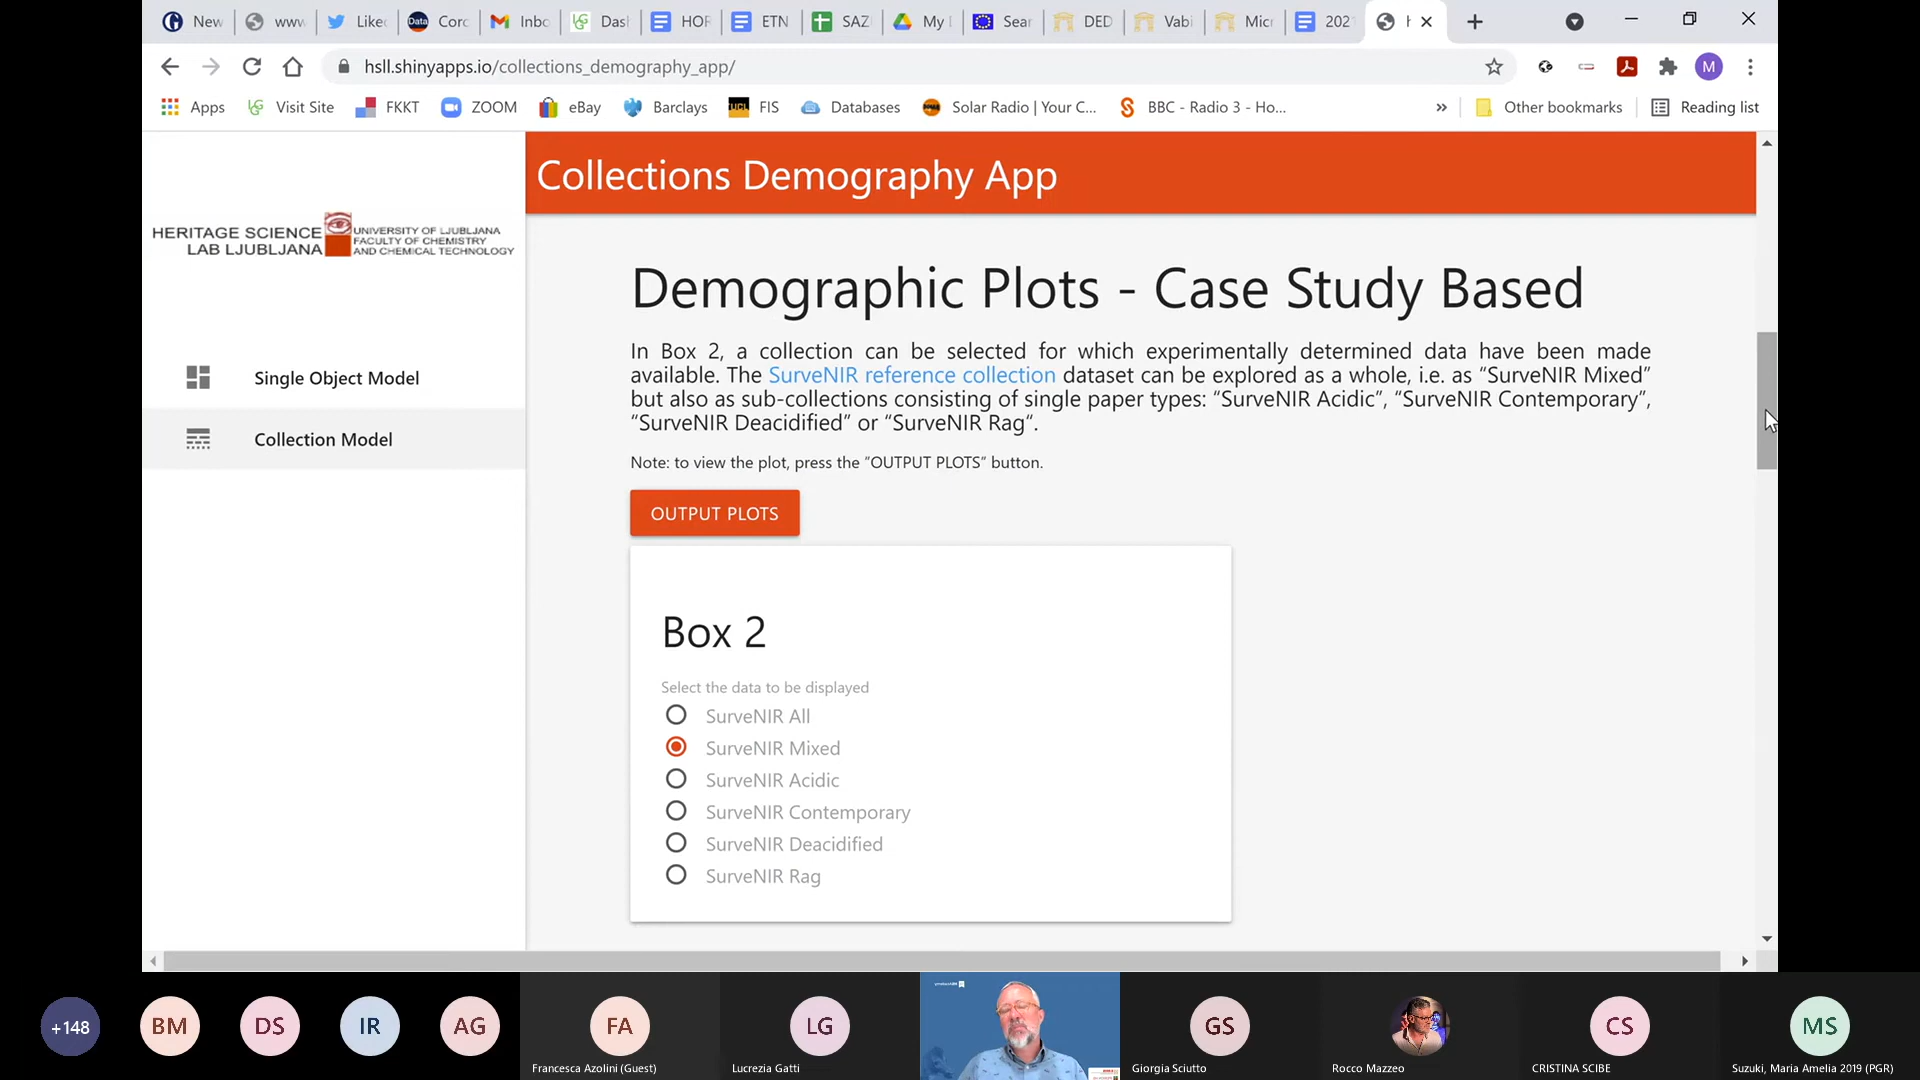 New
www
Like
Data
Corc
Inbo
Das
HOR
ETN
SAZ
My
Sear
DED
Vabi
Micr
202
hsll.shinyapps.io/collections_demography_app/
M
Apps
Visit Site
FKKT
ZOOM
eBay
Barclays
UCL
FIS
Databases
Solar Radio | Your C...
BBC - Radio 3 - Ho...
»
Other bookmarks
Reading list
HERITAGE SCIENCE
LAB LJUBLJANA
UNIVERSITY OF LJUBLJANA
FACULTY OF CHEMISTRY
AND CHEMICAL TECHNOLOGY
Single Object Model
Collection Model
Collections Demography App
Demographic Plots - Case Study Based
In Box 2, a collection can be selected for which experimentally determined data have been made
available. The SurveNIR reference collection dataset can be explored as a whole, i.e. as “SurveNIR Mixed”
but also as sub-collections consisting of single paper types: “SurveNIR Acidic”, “SurveNIR Contemporary”,
“SurveNIR Deacidified” or “SurveNIR Rag“.
Note: to view the plot, press the ”OUTPUT PLOTS” button.
OUTPUT PLOTS
Box 2
Select the data to be displayed
SurveNIR All
SurveNIR Mixed
SurveNIR Acidic
SurveNIR Contemporary
SurveNIR Deacidified
SurveNIR Rag
+148
BM
DS
IR
AG
FA
Francesca Azolini (Guest)
LG
Lucrezia Gatti
GS
Giorgia Sciutto
Rocco Mazzeo
CS
CRISTINA SCIBE
MS
Suzuki, Maria Amelia 2019 (PGR)